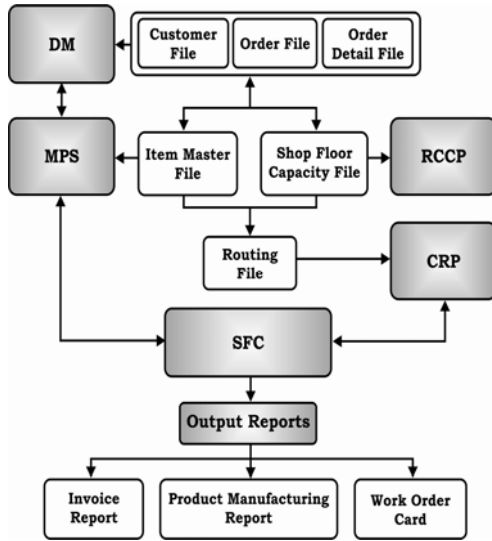 DM
Customer
File
Order File
Order
Detail File
MPS
Item Master
File
Shop Floor
Capacity File
RCCP
Routing
File
CRP
SFC
Output Reports
Invoice
Report
Product Manufacturing
Report
Work Order
Card